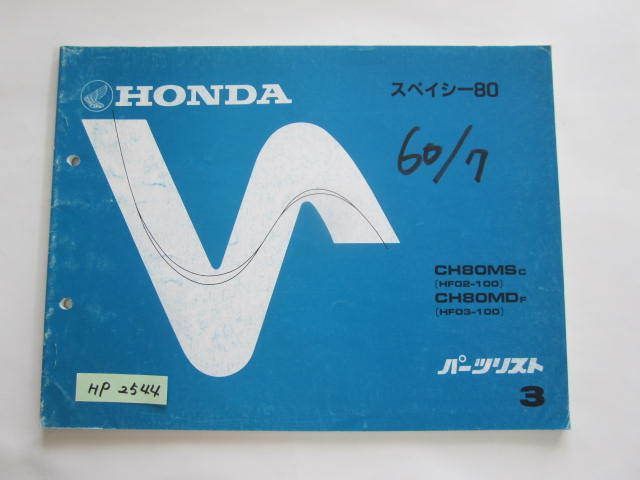 HONDA
スペイシー80
60/7
CH80MSC
(HF02-100)
CH80MDF
(HF03-100)
パーツリスト
3
HP 2544